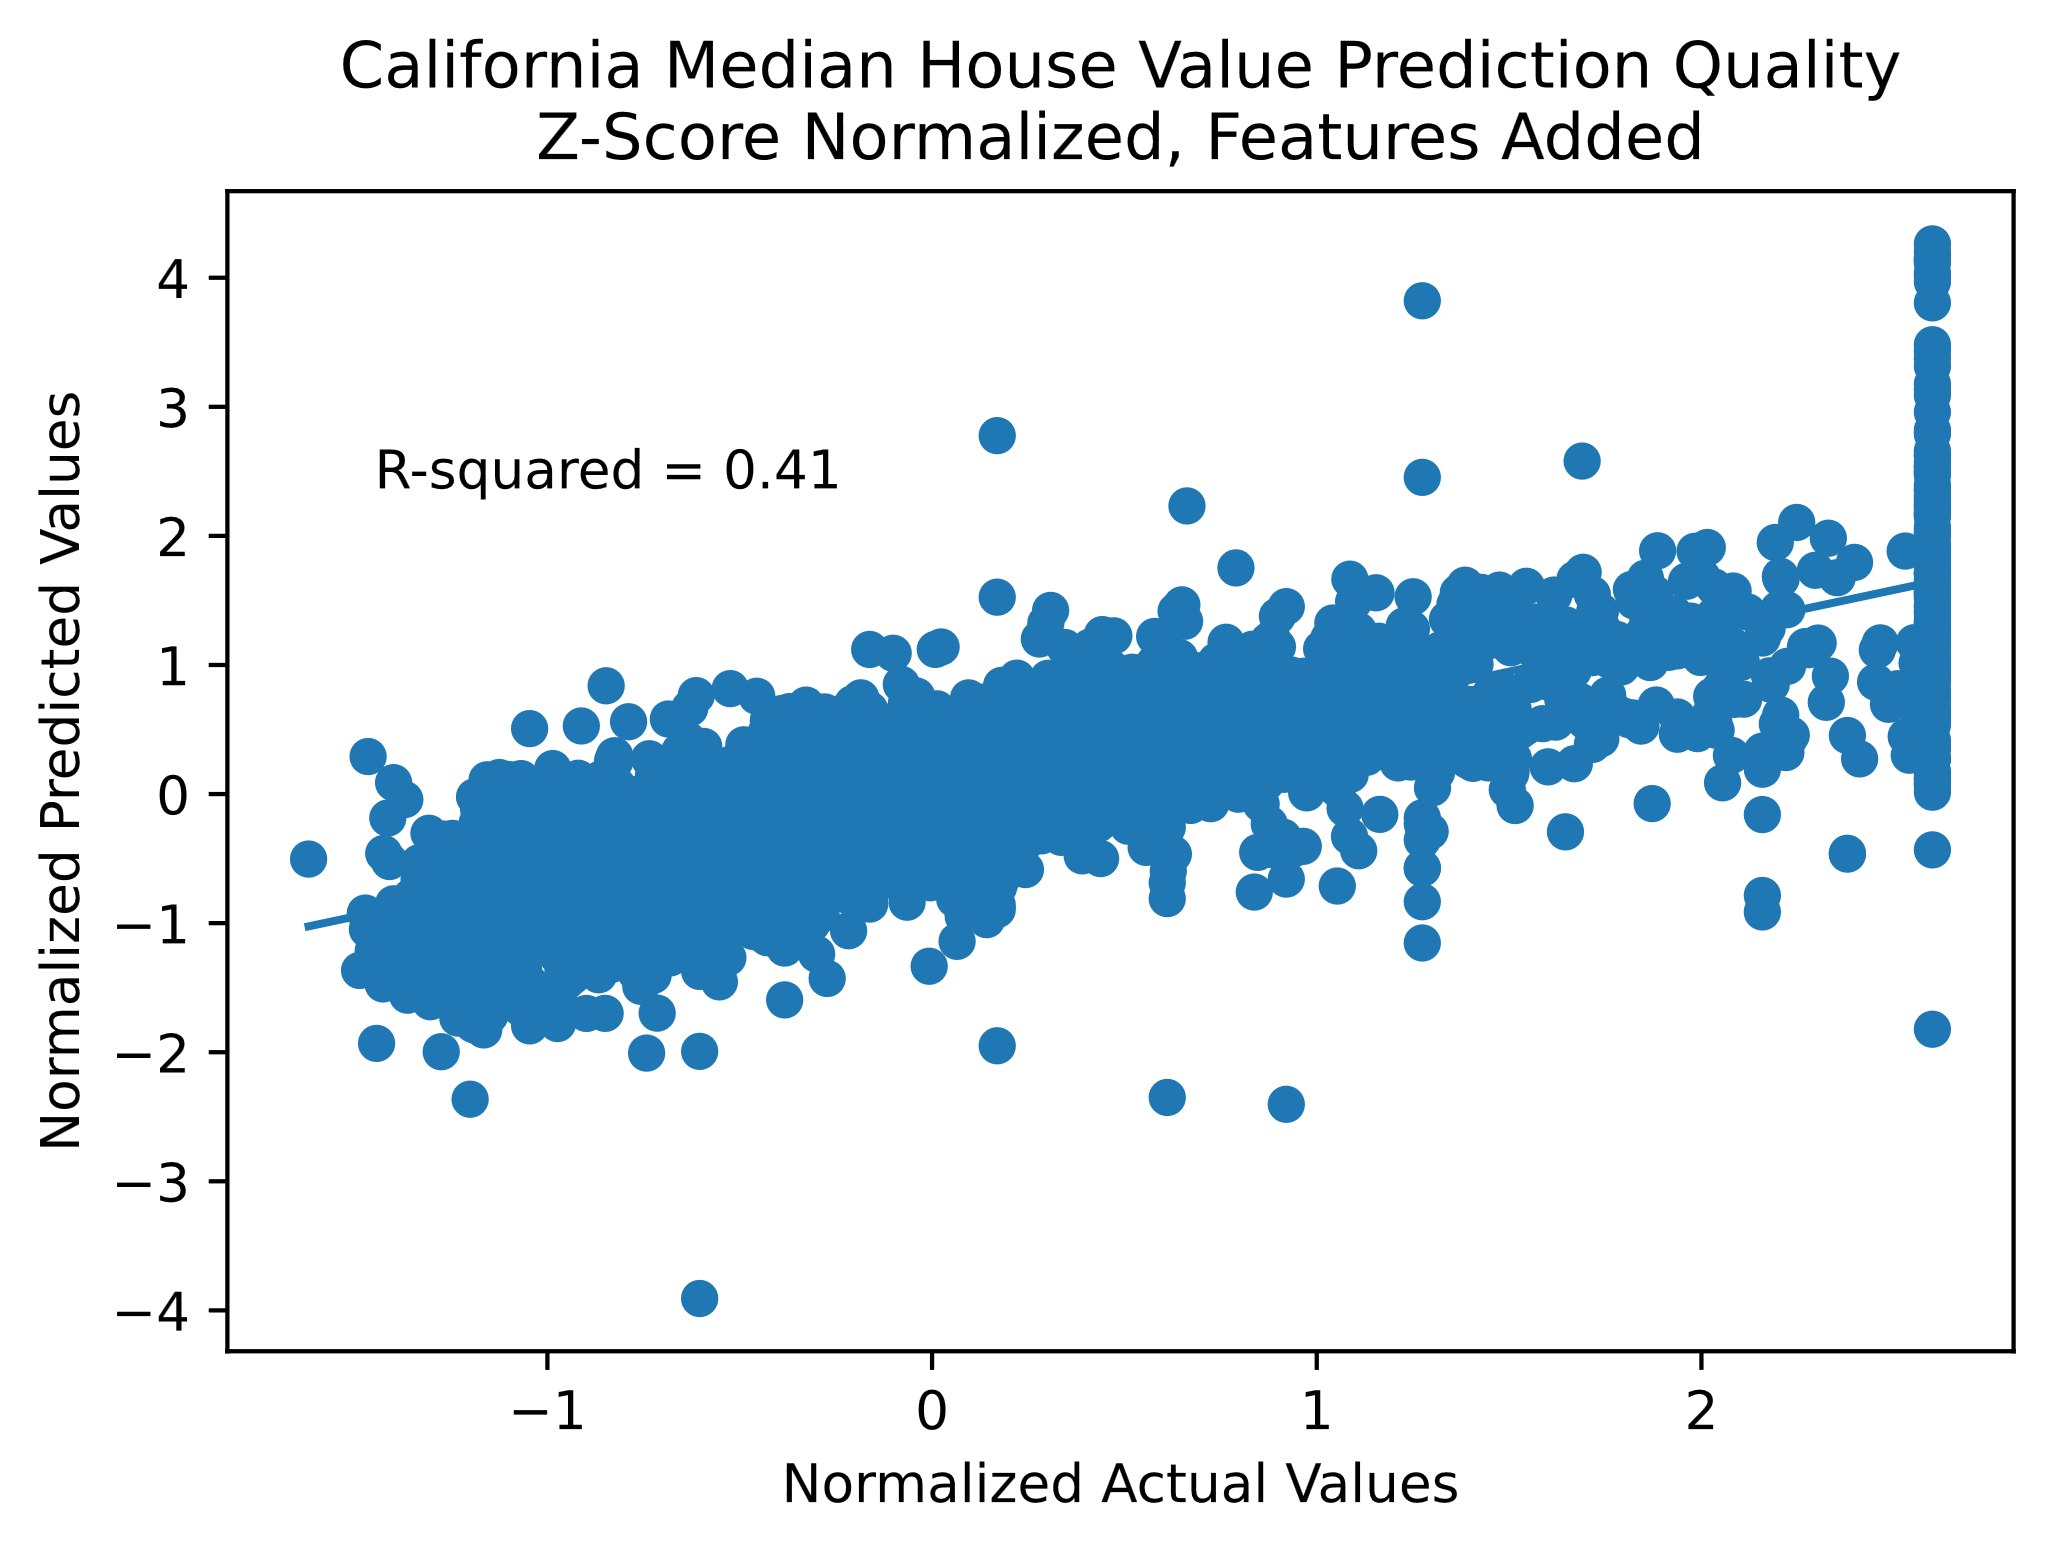 California Median House Value Prediction Quality
Z-Score Normalized, Features Added
Normalized Predicted Values
4
3
2
1
0
−1
−2
−3
−4
R-squared = 0.41
−1
0
1
2
Normalized Actual Values